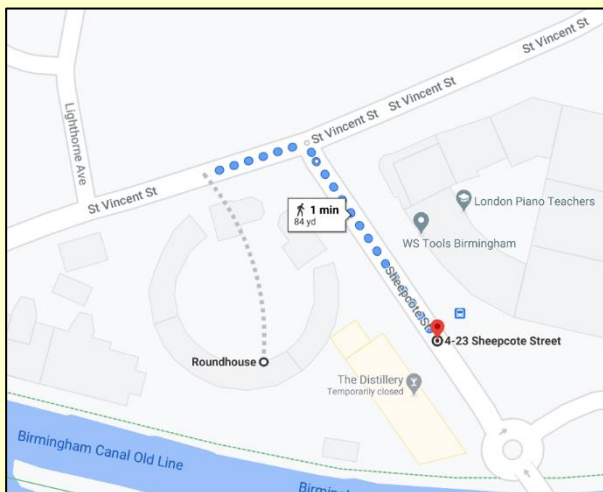 St Vincent St
St Vincent St
St Vincent St
Lighthorne Ave
St Vincent St
London Piano Teachers
1 min
84 yd
WS Tools Birmingham
Sheepcote St
4-23 Sheepcote Street
Roundhouse
The Distillery
Temporarily closed
Birmingham Canal Old Line